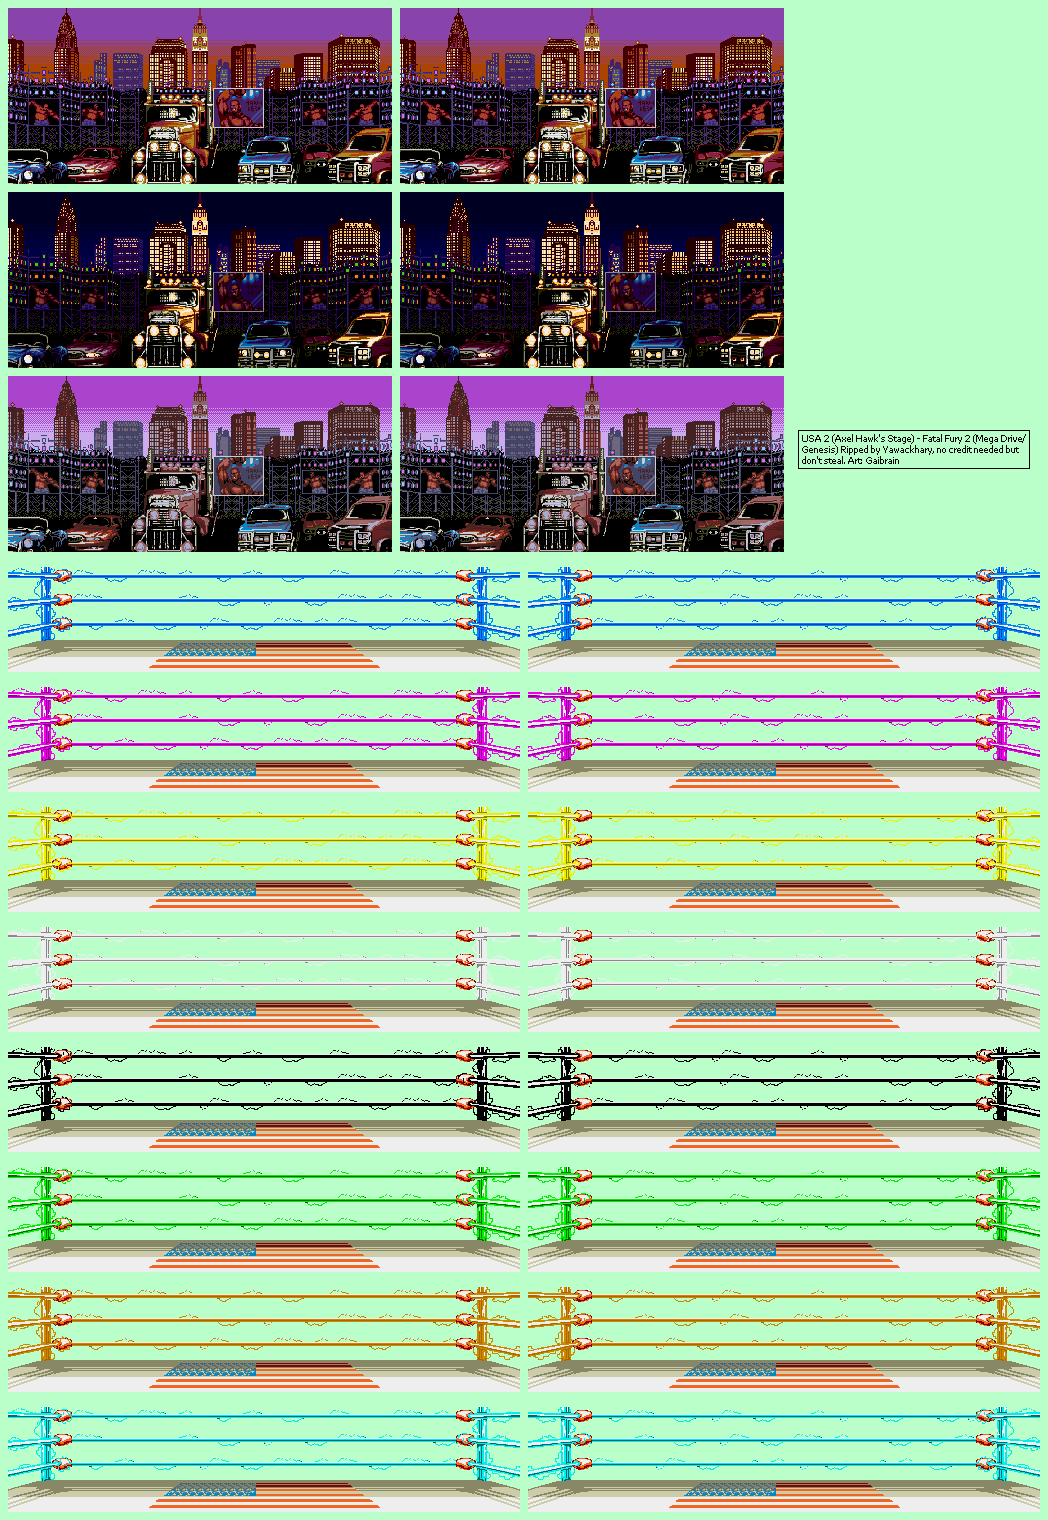 USA 2 (Axel Hawk's Stage) - Fatal Fury 2 (Mega Drive/
Genesis) Ripped by Yawackhary, no credit needed but
don't steal. Art: Gaibrain